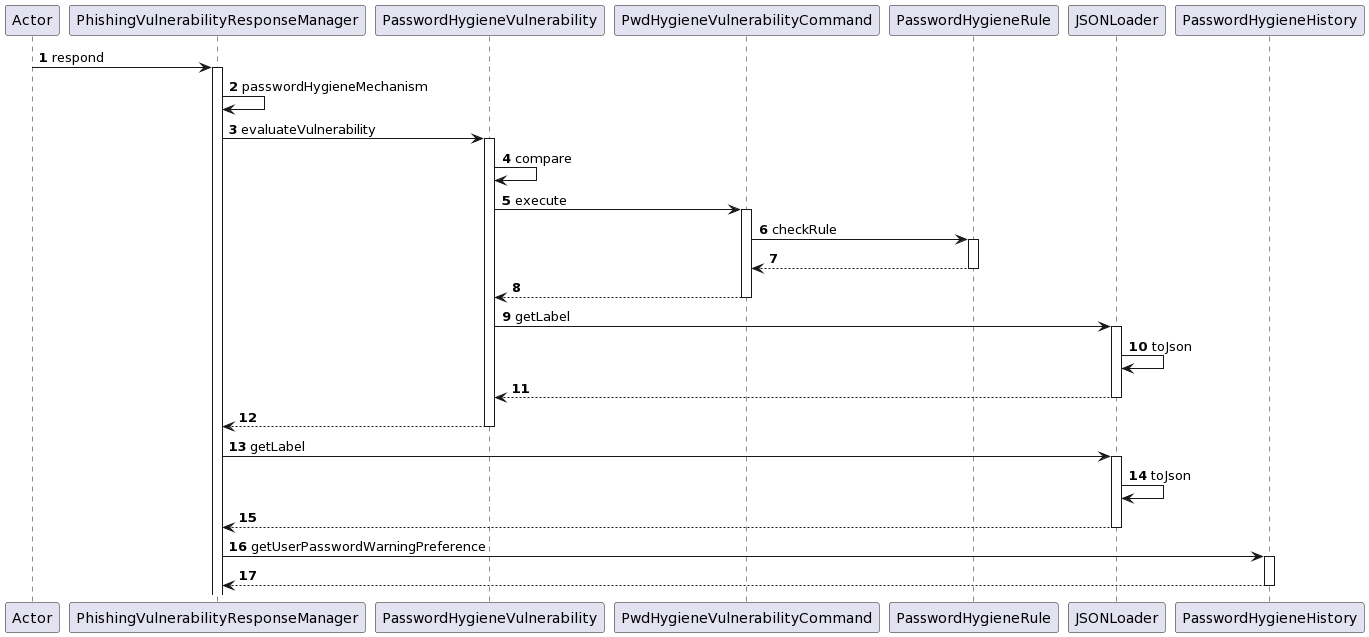 Actor PhishingVulnerabilityResponseManager PasswordHygieneVulnerability PwdHygieneVulnerabilityCommand PasswordHygieneRule JSONLoader PasswordHygieneHistory
1 respond
2 passwordHygieneMechanism
3 evaluateVulnerability
4 compare
5 execute
6 checkRule
7
8
9 getLabel
10 toJson
11
12
13 getLabel
14 toJson
15
16 getUserPasswordWarningPreference
17
Actor PhishingVulnerabilityResponseManager PasswordHygieneVulnerability PwdHygieneVulnerabilityCommand PasswordHygieneRule JSONLoader PasswordHygieneHistory